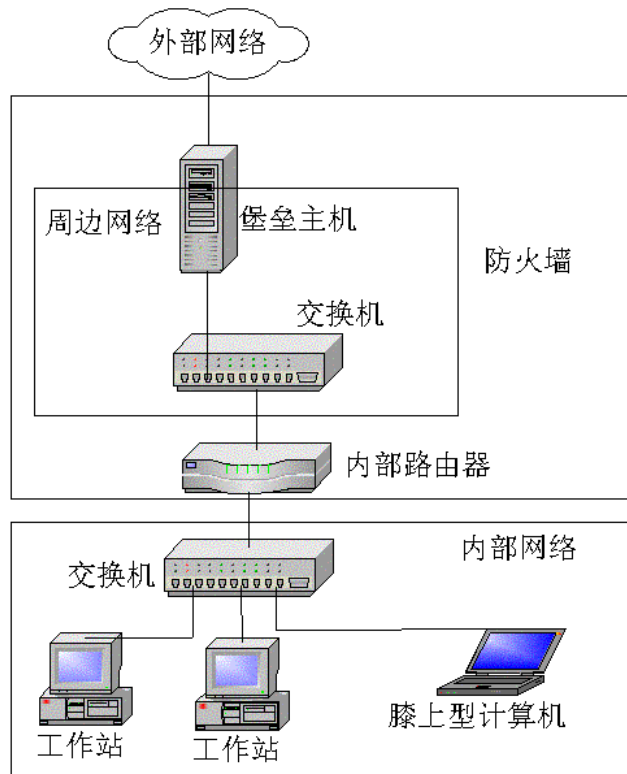 外部网络
周边网络
堡垒主机
防火墙
交换机
内部路由器
内部网络
交换机
工作站
工作站
膝上型计算机